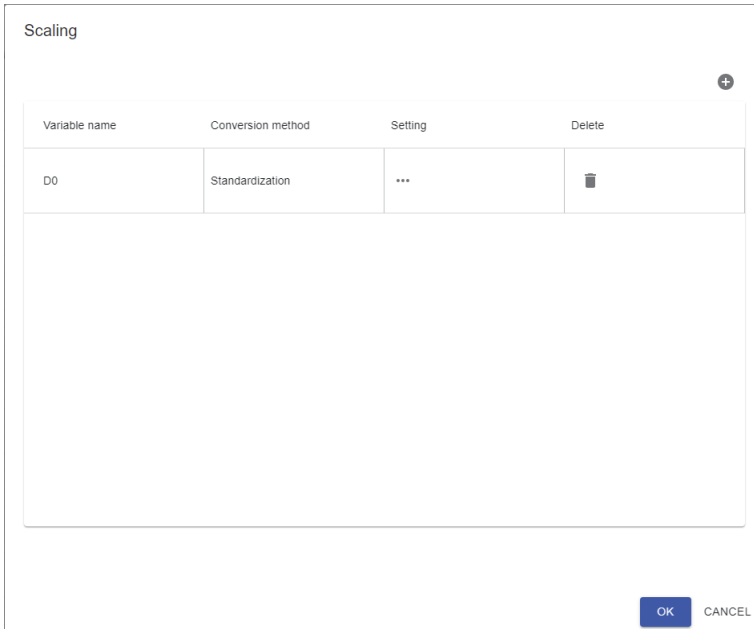 Scaling
Variable name Conversion method Setting Delete
D0 Standardization
OK CANCEL